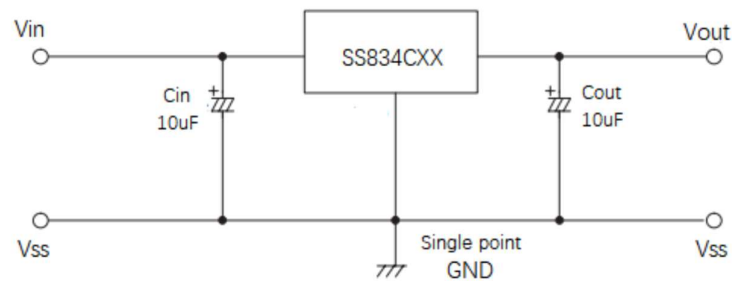 Vin
Vout
SS834CXX
+
Cin
10uF
+
Cout
10uF
Vss
Single point
GND
Vss